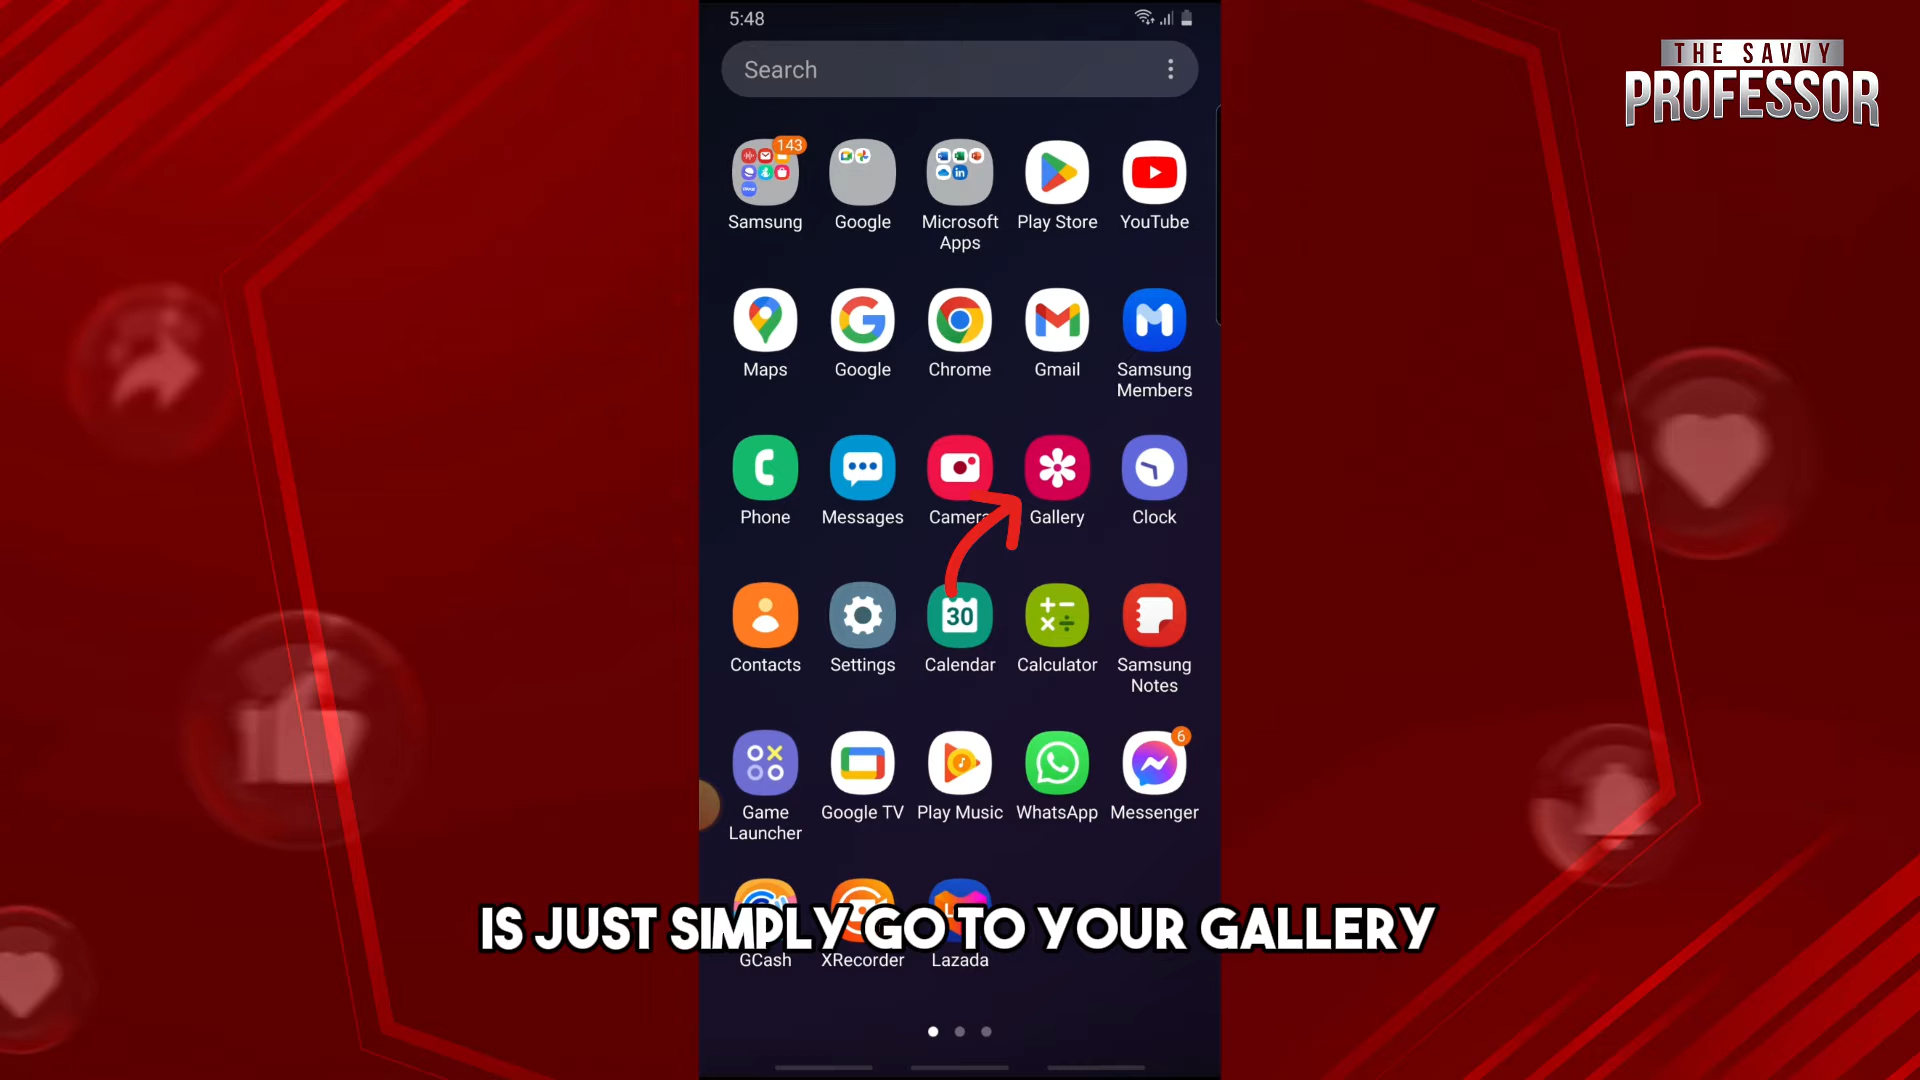 5:48
THE SAVVY
PROFESSOR
Search
143
Samsung
Google
Microsoft
Apps
Play Store
YouTube
Maps
Google
Chrome
Gmail
Samsung
Members
Phone
Messages
Camera
Gallery
Clock
30
Contacts
Settings
Calendar
Calculator
Samsung
Notes
6
Game
Launcher
Google TV
Play Music
WhatsApp
Messenger
IS JUST SIMPLY GO TO YOUR GALLERY
GCash
XRecorder
Lazada